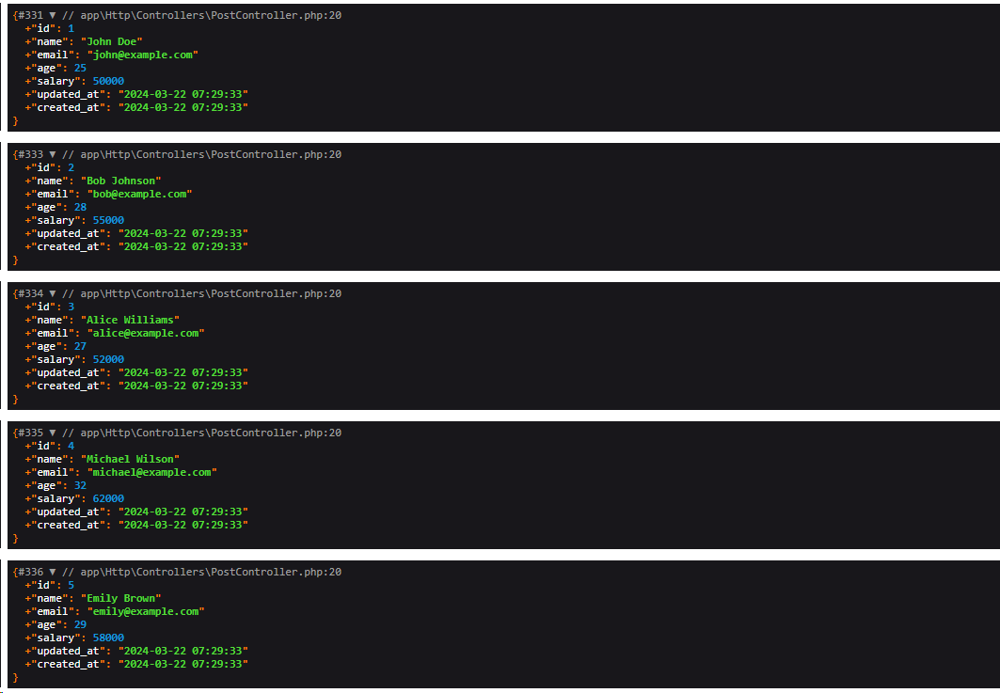 {#331 ▼ // app\Http\Controllers\PostController.php:20
+"id": 1
+"name": "John Doe"
+"email": "john@example.com"
+"age": 25
+"salary": 50000
+"updated_at": "2024-03-22 07:29:33"
+"created_at": "2024-03-22 07:29:33"
}
{#333 ▼ // app\Http\Controllers\PostController.php:20
+"id": 2
+"name": "Bob Johnson"
+"email": "bob@example.com"
+"age": 28
+"salary": 55000
+"updated_at": "2024-03-22 07:29:33"
+"created_at": "2024-03-22 07:29:33"
}
{#334 ▼ // app\Http\Controllers\PostController.php:20
+"id": 3
+"name": "Alice Williams"
+"email": "alice@example.com"
+"age": 27
+"salary": 52000
+"updated_at": "2024-03-22 07:29:33"
+"created_at": "2024-03-22 07:29:33"
}
{#335 ▼ // app\Http\Controllers\PostController.php:20
+"id": 4
+"name": "Michael Wilson"
+"email": "michael@example.com"
+"age": 32
+"salary": 62000
+"updated_at": "2024-03-22 07:29:33"
+"created_at": "2024-03-22 07:29:33"
}
{#336 ▼ // app\Http\Controllers\PostController.php:20
+"id": 5
+"name": "Emily Brown"
+"email": "emily@example.com"
+"age": 29
+"salary": 58000
+"updated_at": "2024-03-22 07:29:33"
+"created_at": "2024-03-22 07:29:33"
}